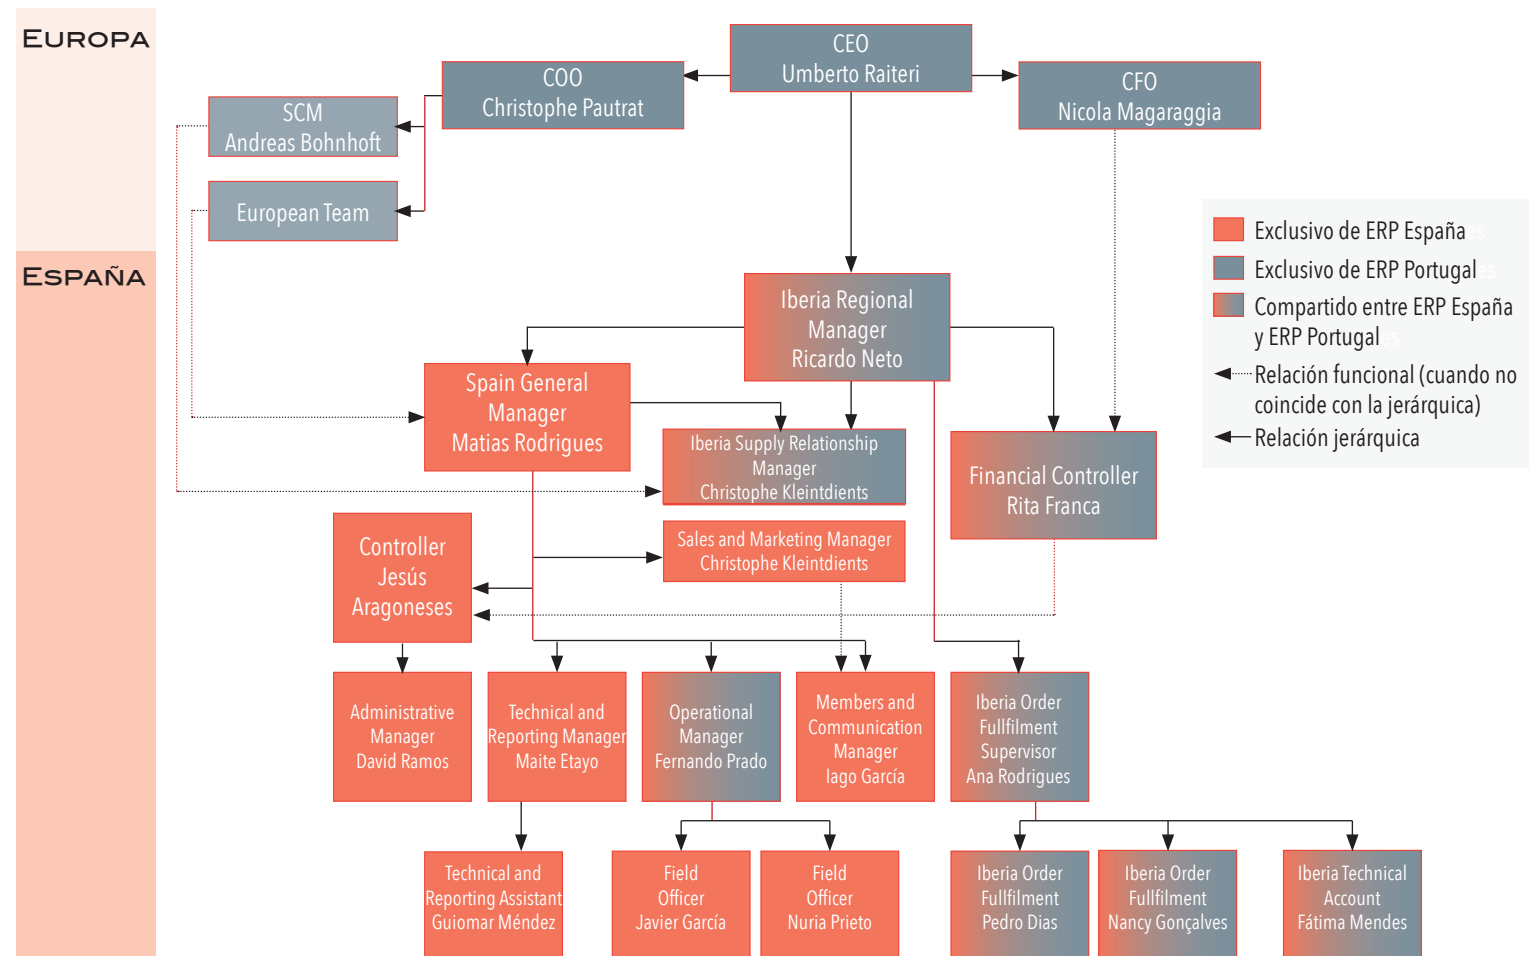 EUROPA
CEO
Umberto Raiteri
COO
Christophe Pautrat
CFO
Nicola Magaraggia
SCM
Andreas Bohnhoft
European Team
ESPAÑA
Exclusivo de ERP Españaes
Exclusivo de ERP Portugales
Compartido entre ERP España
y ERP Portugales
Relación funcional (cuando no
coincide con la jerárquica)
Relación jerárquica
Iberia Regional
Manager
Ricardo Neto
Spain General
Manager
Matias Rodrigues
Iberia Supply Relationship
Manager
Christophe Kleintdients
Financial Controller
Rita Franca
Controller
Jesús
Aragoneses
Sales and Marketing Manager
Christophe Kleintdients
Administrative
Manager
David Ramos
Technical and
Reporting Manager
Maite Etayo
Operational
Manager
Fernando Prado
Members and
Communication
Manager
Iago García
Iberia Order
Fullfilment
Supervisor
Ana Rodrigues
Technical and
Reporting Assistant
Guiomar Méndez
Field
Officer
Javier García
Field
Officer
Nuria Prieto
Iberia Order
Fullfilment
Pedro Dias
Iberia Order
Fullfilment
Nancy Gonçalves
Iberia Technical
Account
Fátima Mendes